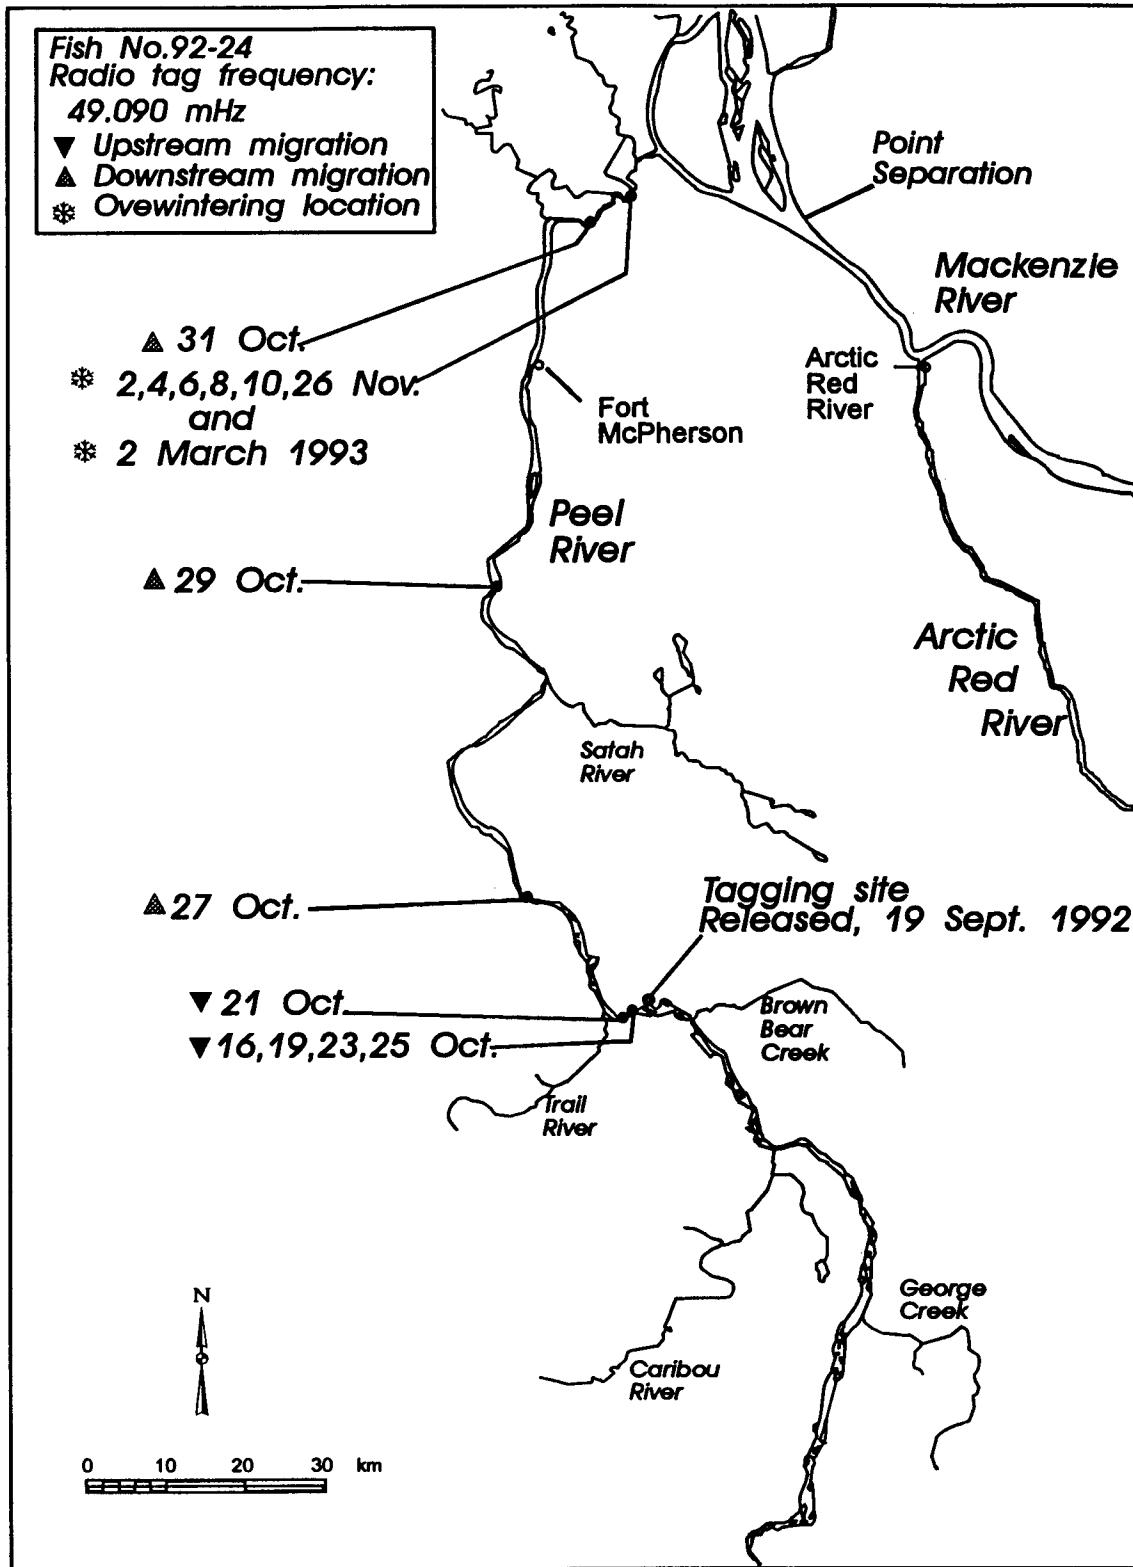 Fish No.92-24
Radio tag frequency:
49.090 mHz
▼ Upstream migration
▲ Downstream migration
❄ Ovewintering location
Point
Separation
Mackenzie
River
▲ 31 Oct.
❄ 2,4,6,8,10,26 Nov.
and
❄ 2 March 1993
Arctic
Red
River
Fort
McPherson
Peel
River
▲ 29 Oct.
Arctic
Red
River
Satah
River
▲ 27 Oct.
Tagging site
Released, 19 Sept. 1992
▼ 21 Oct.
▼ 16,19,23,25 Oct.
Brown
Bear
Creek
Trail
River
George
Creek
Caribou
River
N
0 10 20 30 km